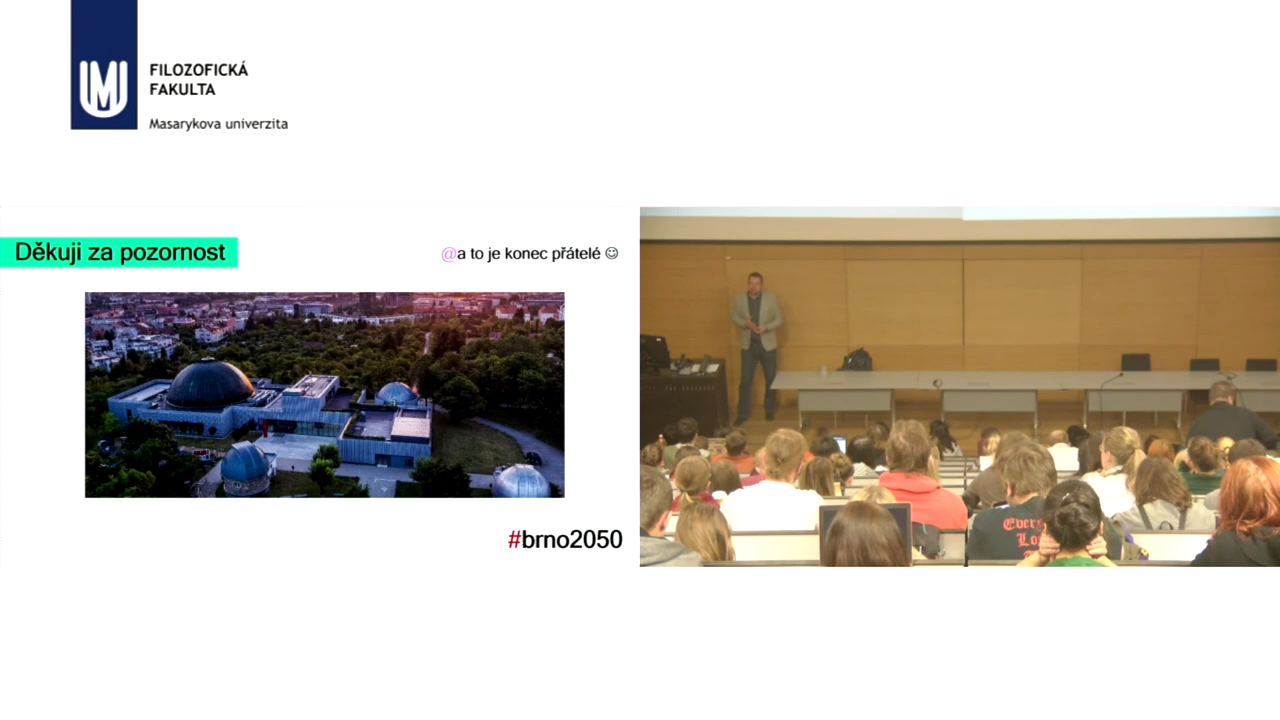 FILOZOFICKÁ
FAKULTA
Masarykova univerzita
Děkuji za pozornost
@a to je konec přátelé ☺
#brno2050